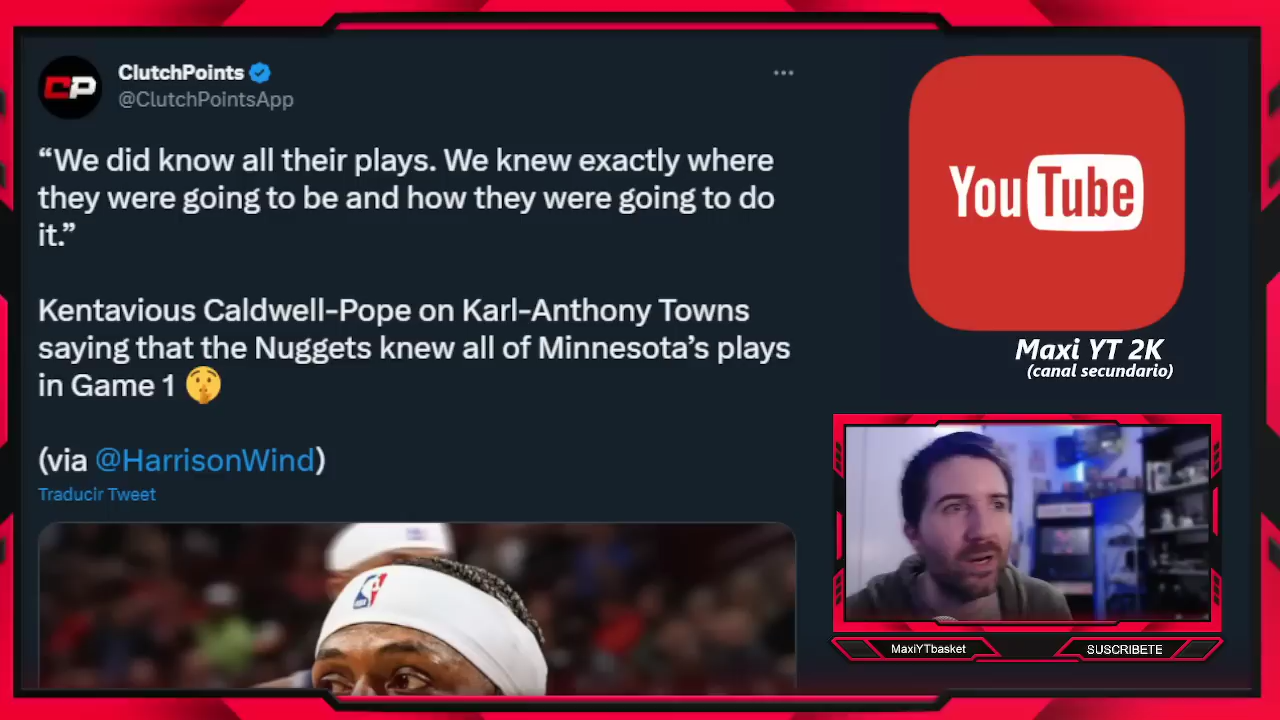 CP
ClutchPoints
@ClutchPointsApp
“We did know all their plays. We knew exactly where
they were going to be and how they were going to do
it.”
Kentavious Caldwell-Pope on Karl-Anthony Towns
saying that the Nuggets knew all of Minnesota’s plays
in Game 1 🤫
(via @HarrisonWind)
Traducir Tweet
YouTube
Maxi YT 2K
(canal secundario)
MaxiYTbasket
SUSCRIBETE